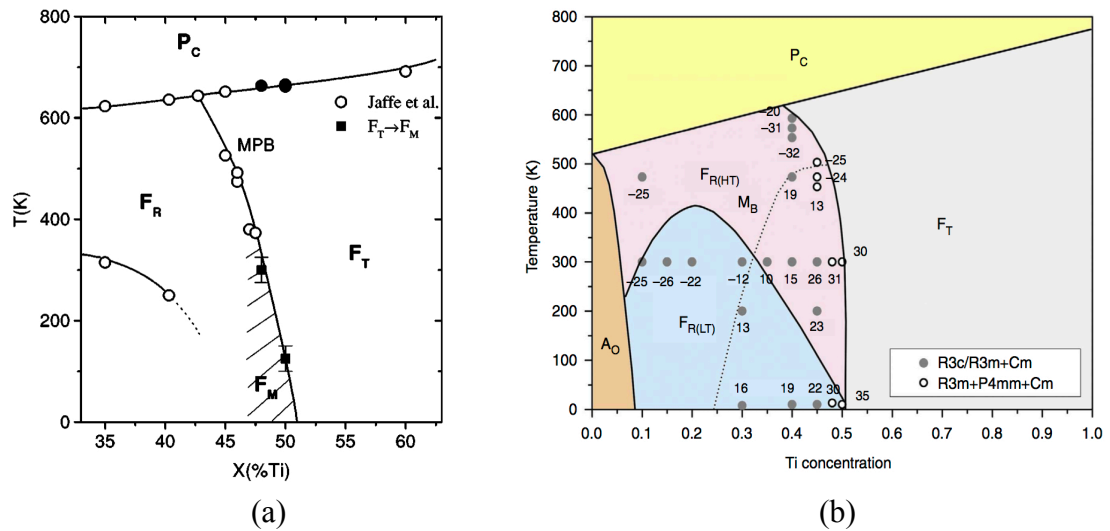 800
600
400
200
0
T(K)
P_C
Jaffe et al.
F_T→F_M
MPB
F_R
F_T
F_M
35 40 45 50 55 60
X(%Ti)
(a)
b)
800
700
600
500
400
300
200
100
0
Temperature (K)
P_C
−20
−31
−32
−25
−24
19
13
−25
F_R(HT)
M_B
F_T
30
−25 −26 −22 −12 10 15 26 31
F_R(LT)
13
23
A_O
16 19 22 30 35
R3c/R3m+Cm
R3m+P4mm+Cm
0.0 0.1 0.2 0.3 0.4 0.5 0.6 0.7 0.8 0.9 1.0
Ti concentration
(b)